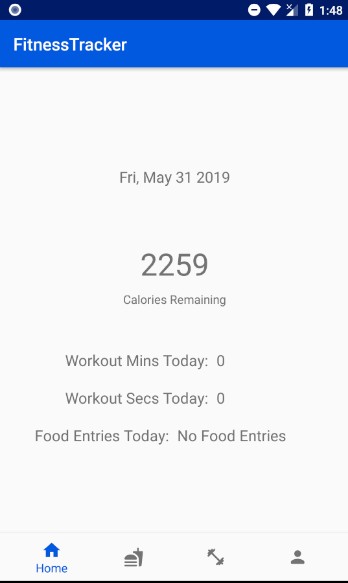 1:48
FitnessTracker
Fri, May 31 2019
2259
Calories Remaining
Workout Mins Today: 0
Workout Secs Today: 0
Food Entries Today: No Food Entries
Home